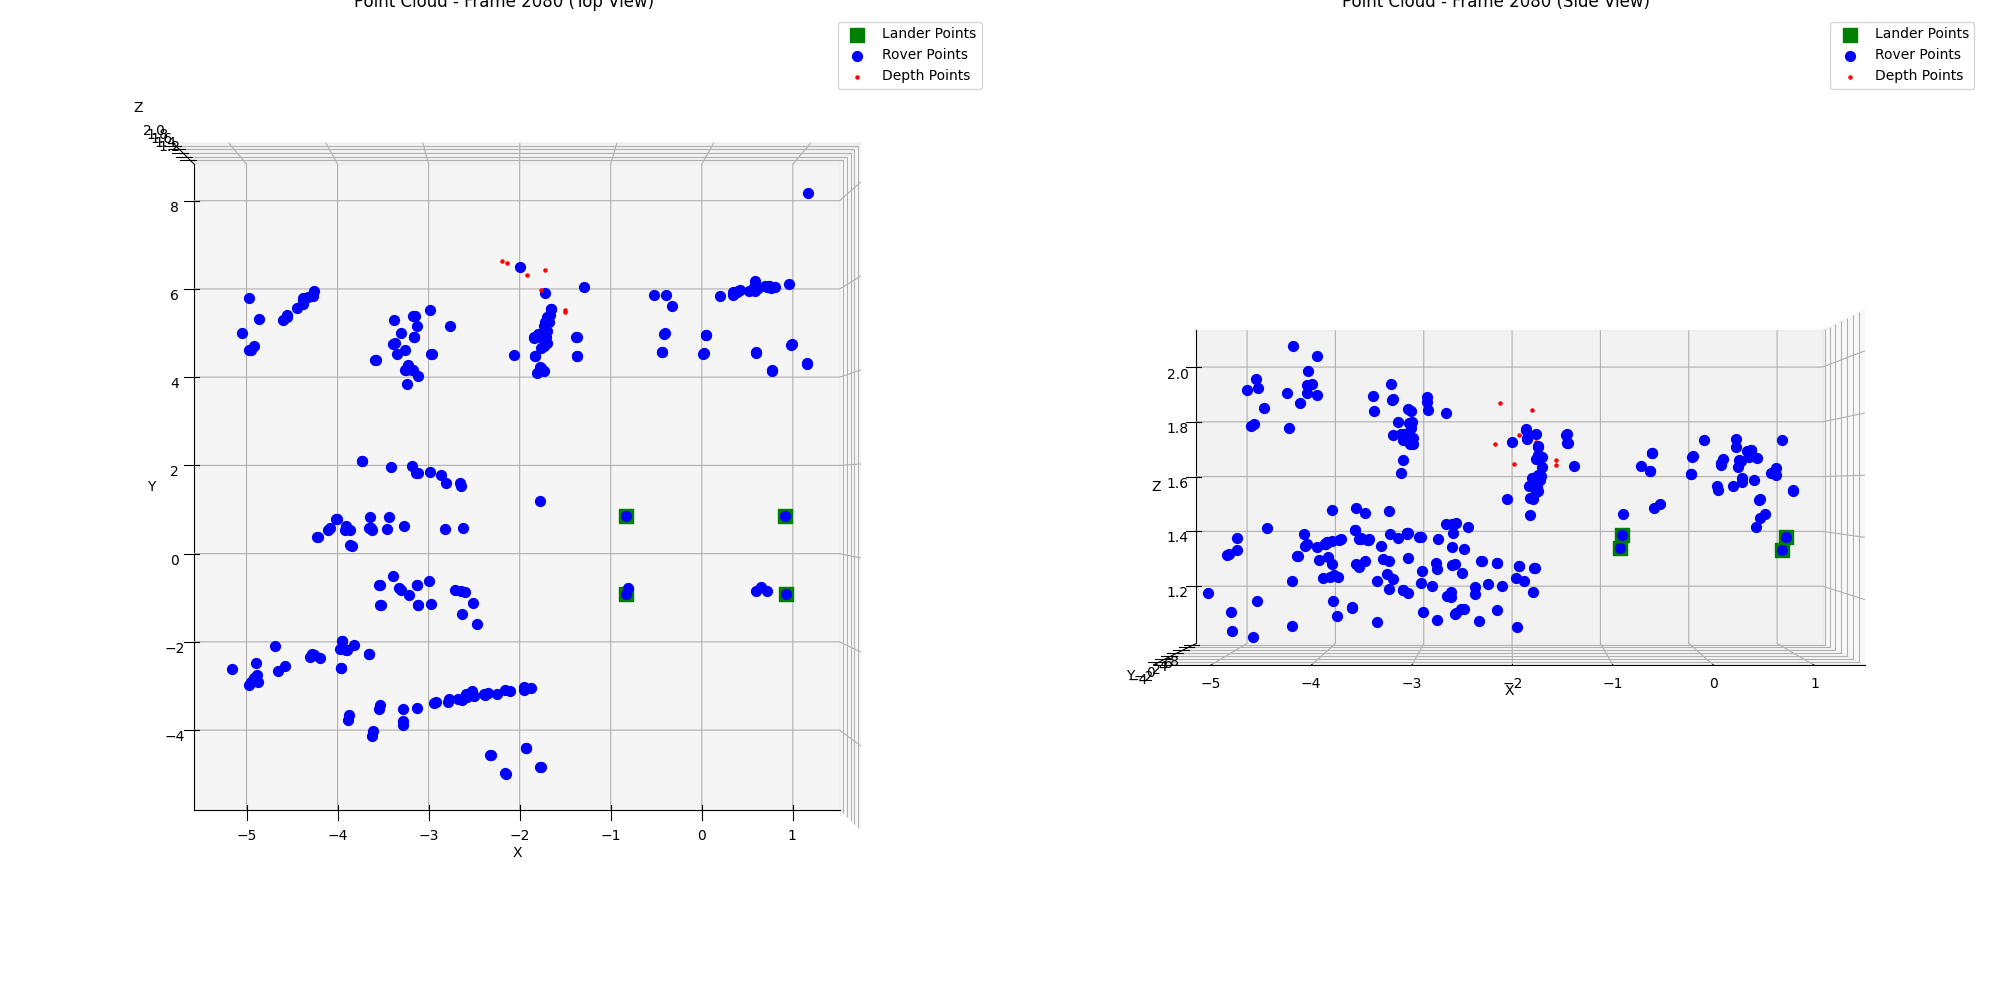 Point Cloud - Frame 2080 (Top View)
Lander Points
Rover Points
Depth Points
Z
2.0
8
6
4
2
0
−2
−4
Y
−5
−4
−3
−2
−1
0
1
X
Point Cloud - Frame 2080 (Side View)
Lander Points
Rover Points
Depth Points
2.0
1.8
1.6
1.4
1.2
Z
Y
−5
−4
−3
−2
−1
0
1
X